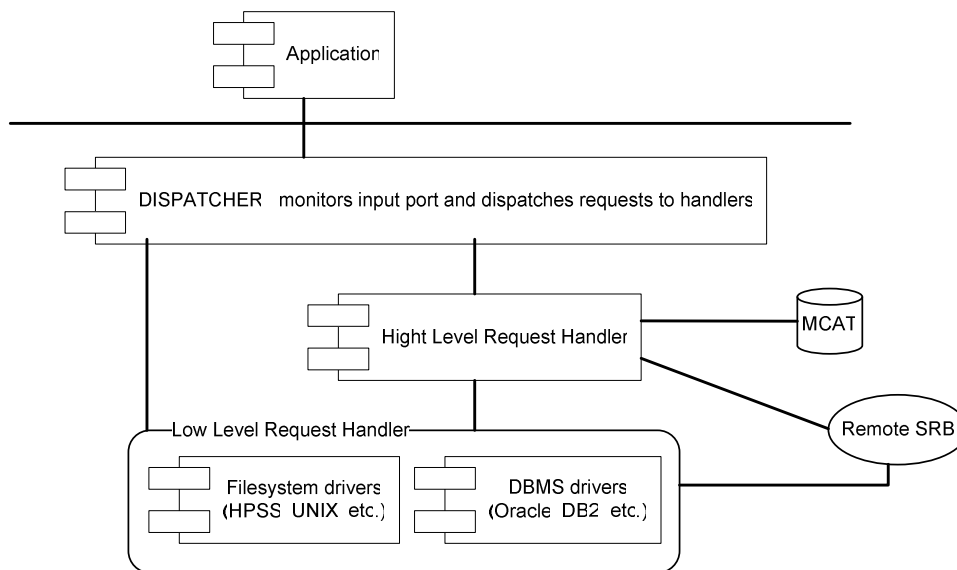 Application
DISPATCHER monitors input port and dispatches requests to handlers
Hight Level Request Handler
MCAT
Remote SRB
Low Level Request Handler
Filesystem drivers
(HPSS UNIX etc.)
DBMS drivers
(Oracle DB2 etc.)